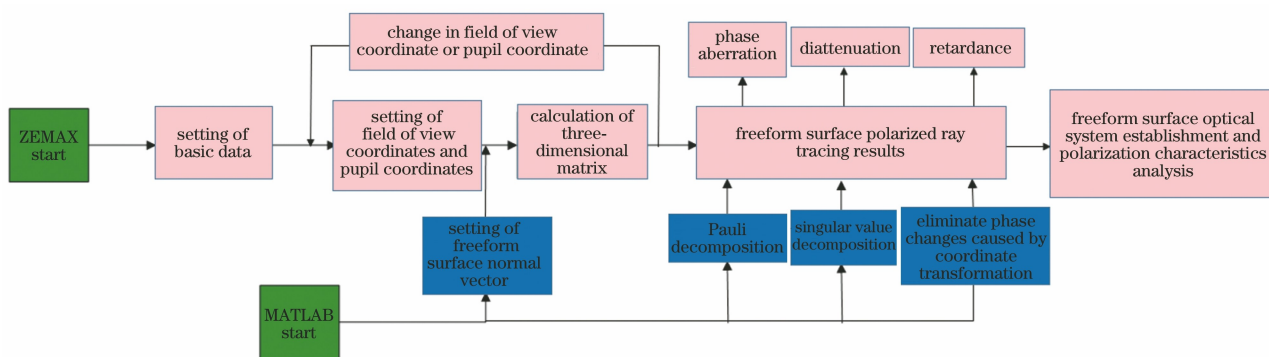 change in field of view
coordinate or pupil coordinate
phase
aberration
diattenuation
retardance
ZEMAX
start
setting of
basic data
setting of
field of view
coordinates and
pupil coordinates
calculation of
three-
dimensional
matrix
freeform surface polarized ray
tracing results
freeform surface optical
system establishment and
polarization characteristics
analysis
setting of
freeform
surface normal
vector
Pauli
decomposition
singular value
decomposition
eliminate phase
changes caused by
coordinate
transformation
MATLAB
start